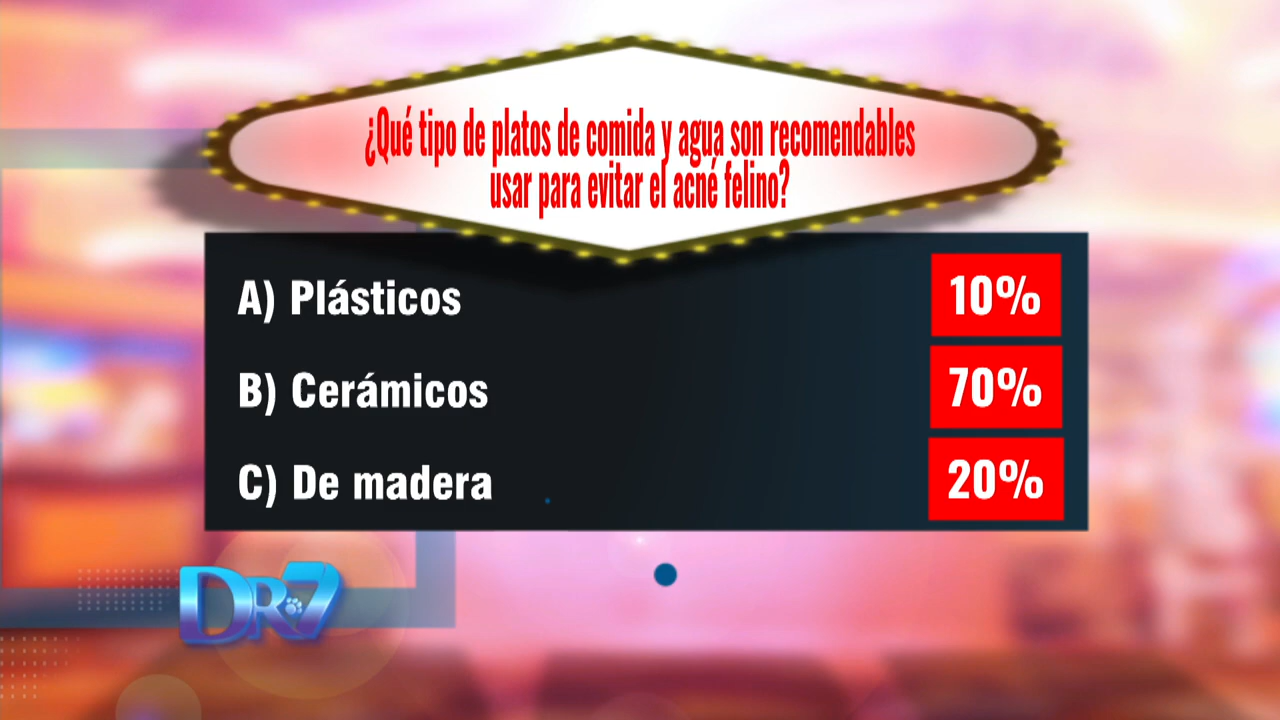 ¿Qué tipo de platos de comida y agua son recomendables
usar para evitar el acné felino?
A) Plásticos 10%
B) Cerámicos 70%
C) De madera 20%
DR7